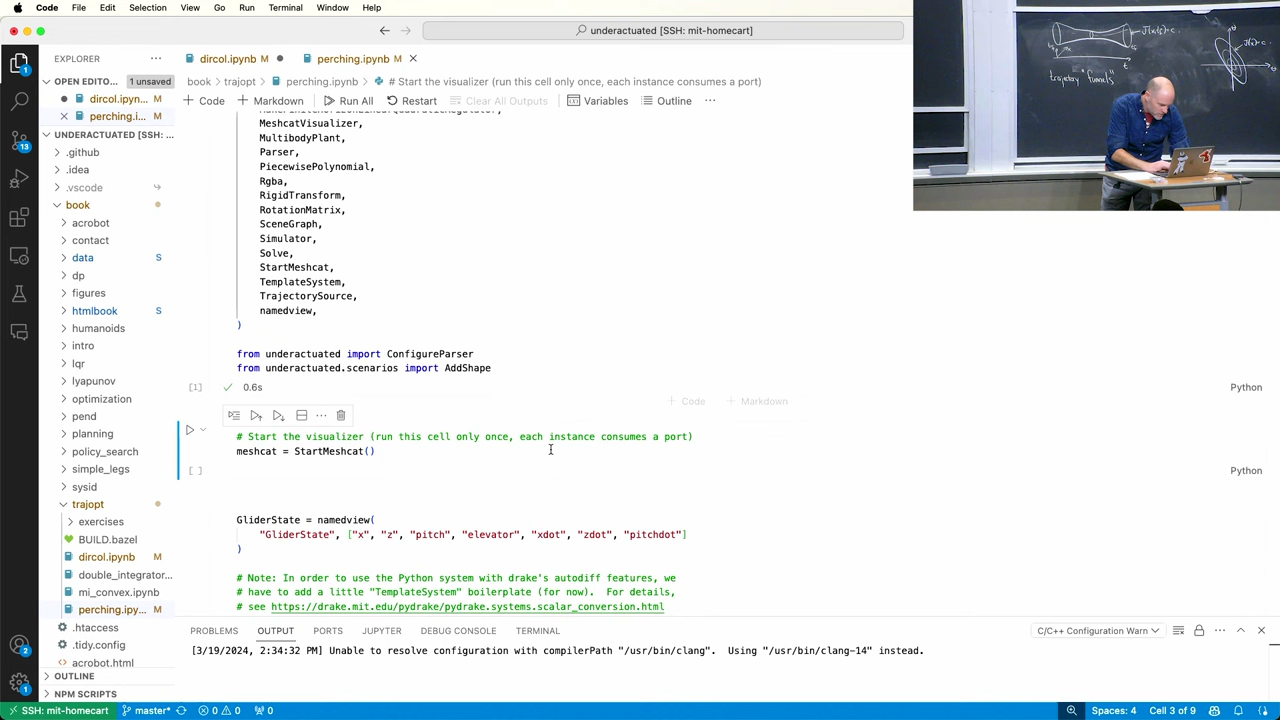 Code File Edit Selection View Go Run Terminal Window Help
underactuated [SSH: mit-homecart]
EXPLORER
dircol.ipynb M
perching.ipynb M
OPEN EDITO... 1 unsaved
book > trajopt > perching.ipynb > # Start the visualizer (run this cell only once, each instance consumes a port)
dircol.ipyn... M
+ Code + Markdown Run All Restart Clear All Outputs Variables Outline ...
perching.i... M
UNDERACTUATED [SSH: ...
.github
.idea
.vscode
book
acrobot
contact
data S
dp
figures
htmlbook S
humanoids
intro
lqr
lyapunov
optimization
pend
planning
policy_search
simple_legs
sysid
trajopt
exercises
BUILD.bazel
dircol.ipynb M
double_integrator...
mi_convex.ipynb
perching.ipy... M
.htaccess
.tidy.config
acrobot.html
OUTLINE
NPM SCRIPTS
MeshcatVisualizer,
MultibodyPlant,
Parser,
PiecewisePolynomial,
Rgba,
RigidTransform,
RotationMatrix,
SceneGraph,
Simulator,
Solve,
StartMeshcat,
TemplateSystem,
TrajectorySource,
namedview,
)
from underactuated import ConfigureParser
from underactuated.scenarios import AddShape
[1] 0.6s Python
+ Code + Markdown
# Start the visualizer (run this cell only once, each instance consumes a port)
meshcat = StartMeshcat()
[ ] Python
GliderState = namedview(
"GliderState", ["x", "z", "pitch", "elevator", "xdot", "zdot", "pitchdot"]
)
# Note: In order to use the Python system with drake's autodiff features, we
# have to add a little "TemplateSystem" boilerplate (for now). For details,
# see https://drake.mit.edu/pydrake/pydrake.systems.scalar_conversion.html
PROBLEMS OUTPUT PORTS JUPYTER DEBUG CONSOLE TERMINAL
C/C++ Configuration Warn
[3/19/2024, 2:34:32 PM] Unable to resolve configuration with compilerPath "/usr/bin/clang". Using "/usr/bin/clang-14" instead.
SSH: mit-homecart master* 0 0 0 Spaces: 4 Cell 3 of 9
trajectory "funnels"